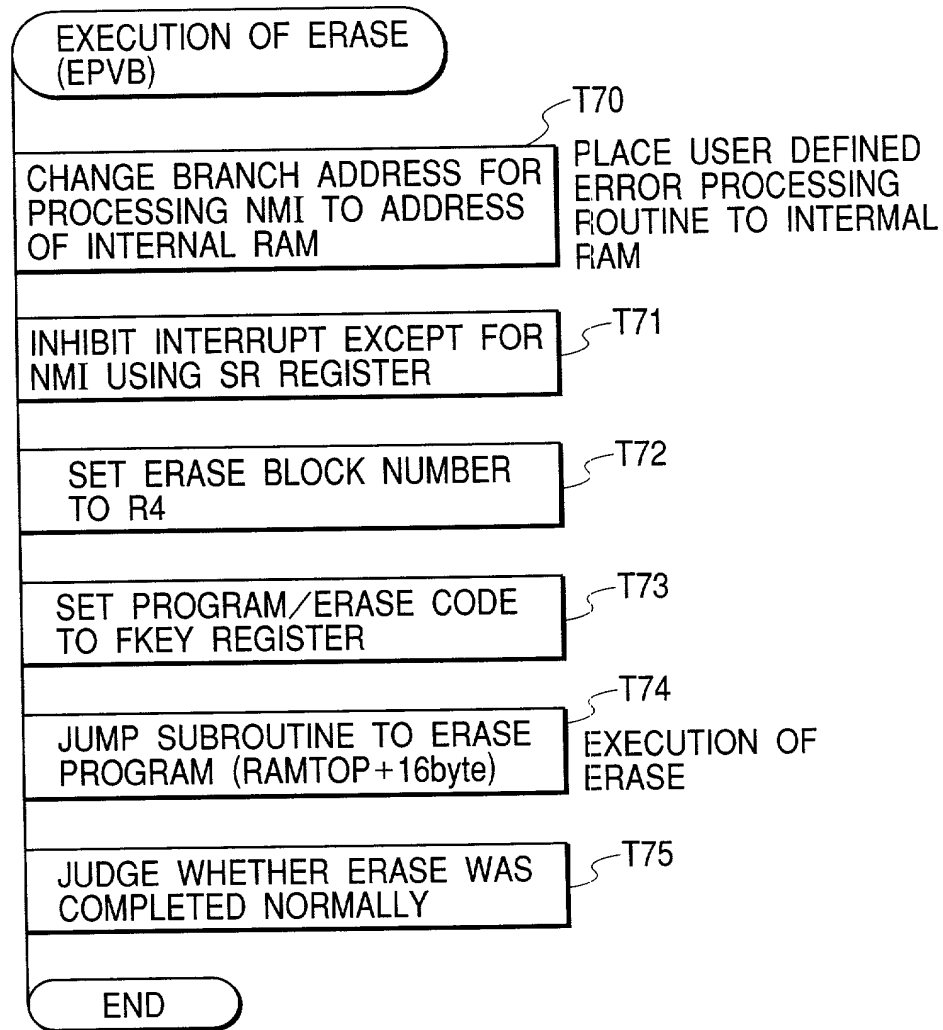 EXECUTION OF ERASE
(EPVB)
T70
CHANGE BRANCH ADDRESS FOR
PROCESSING NMI TO ADDRESS
OF INTERNAL RAM
PLACE USER DEFINED
ERROR PROCESSING
ROUTINE TO INTERMAL
RAM
T71
INHIBIT INTERRUPT EXCEPT FOR
NMI USING SR REGISTER
T72
SET ERASE BLOCK NUMBER
TO R4
T73
SET PROGRAM/ERASE CODE
TO FKEY REGISTER
T74
JUMP SUBROUTINE TO ERASE
PROGRAM (RAMTOP+16byte)
EXECUTION OF
ERASE
T75
JUDGE WHETHER ERASE WAS
COMPLETED NORMALLY
END